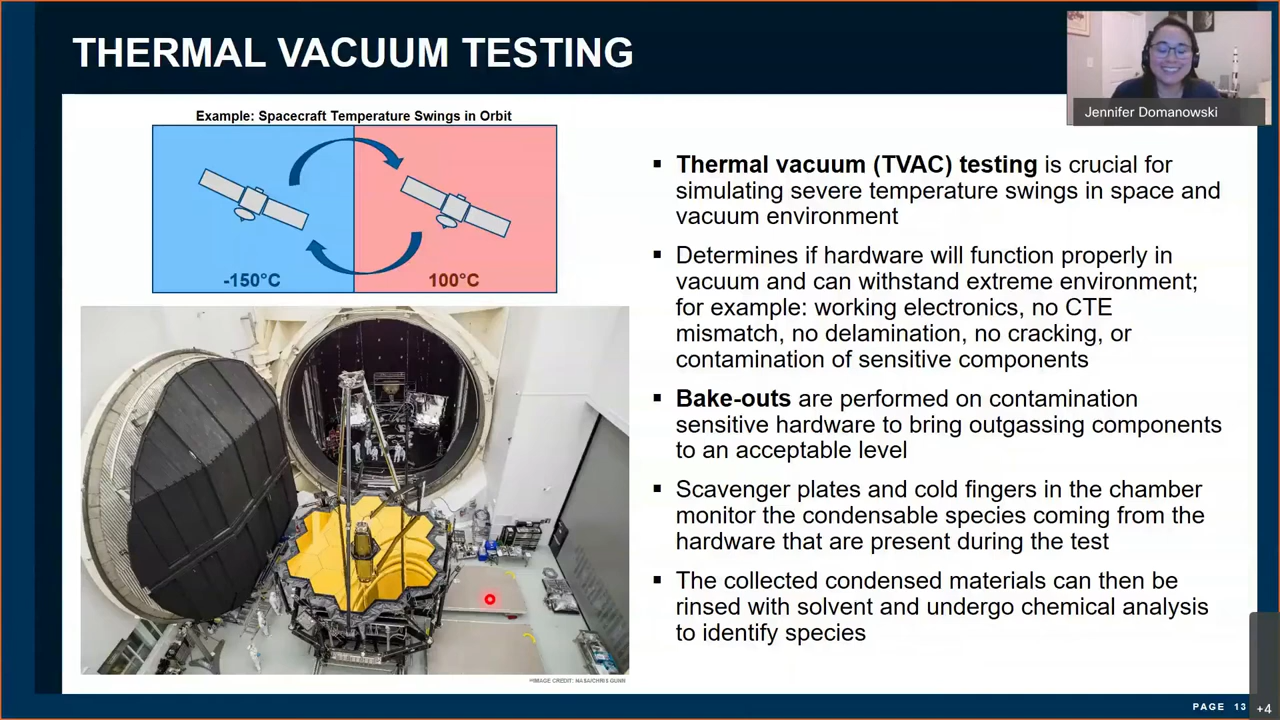 THERMAL VACUUM TESTING
Jennifer Domanowski
Example: Spacecraft Temperature Swings in Orbit
-150°C
100°C
▪ Thermal vacuum (TVAC) testing is crucial for
simulating severe temperature swings in space and
vacuum environment
▪ Determines if hardware will function properly in
vacuum and can withstand extreme environment;
for example: working electronics, no CTE
mismatch, no delamination, no cracking, or
contamination of sensitive components
▪ Bake-outs are performed on contamination
sensitive hardware to bring outgassing components
to an acceptable level
▪ Scavenger plates and cold fingers in the chamber
monitor the condensable species coming from the
hardware that are present during the test
▪ The collected condensed materials can then be
rinsed with solvent and undergo chemical analysis
to identify species
*IMAGE CREDIT: NASA/CHRIS GUNN
PAGE 13
+4